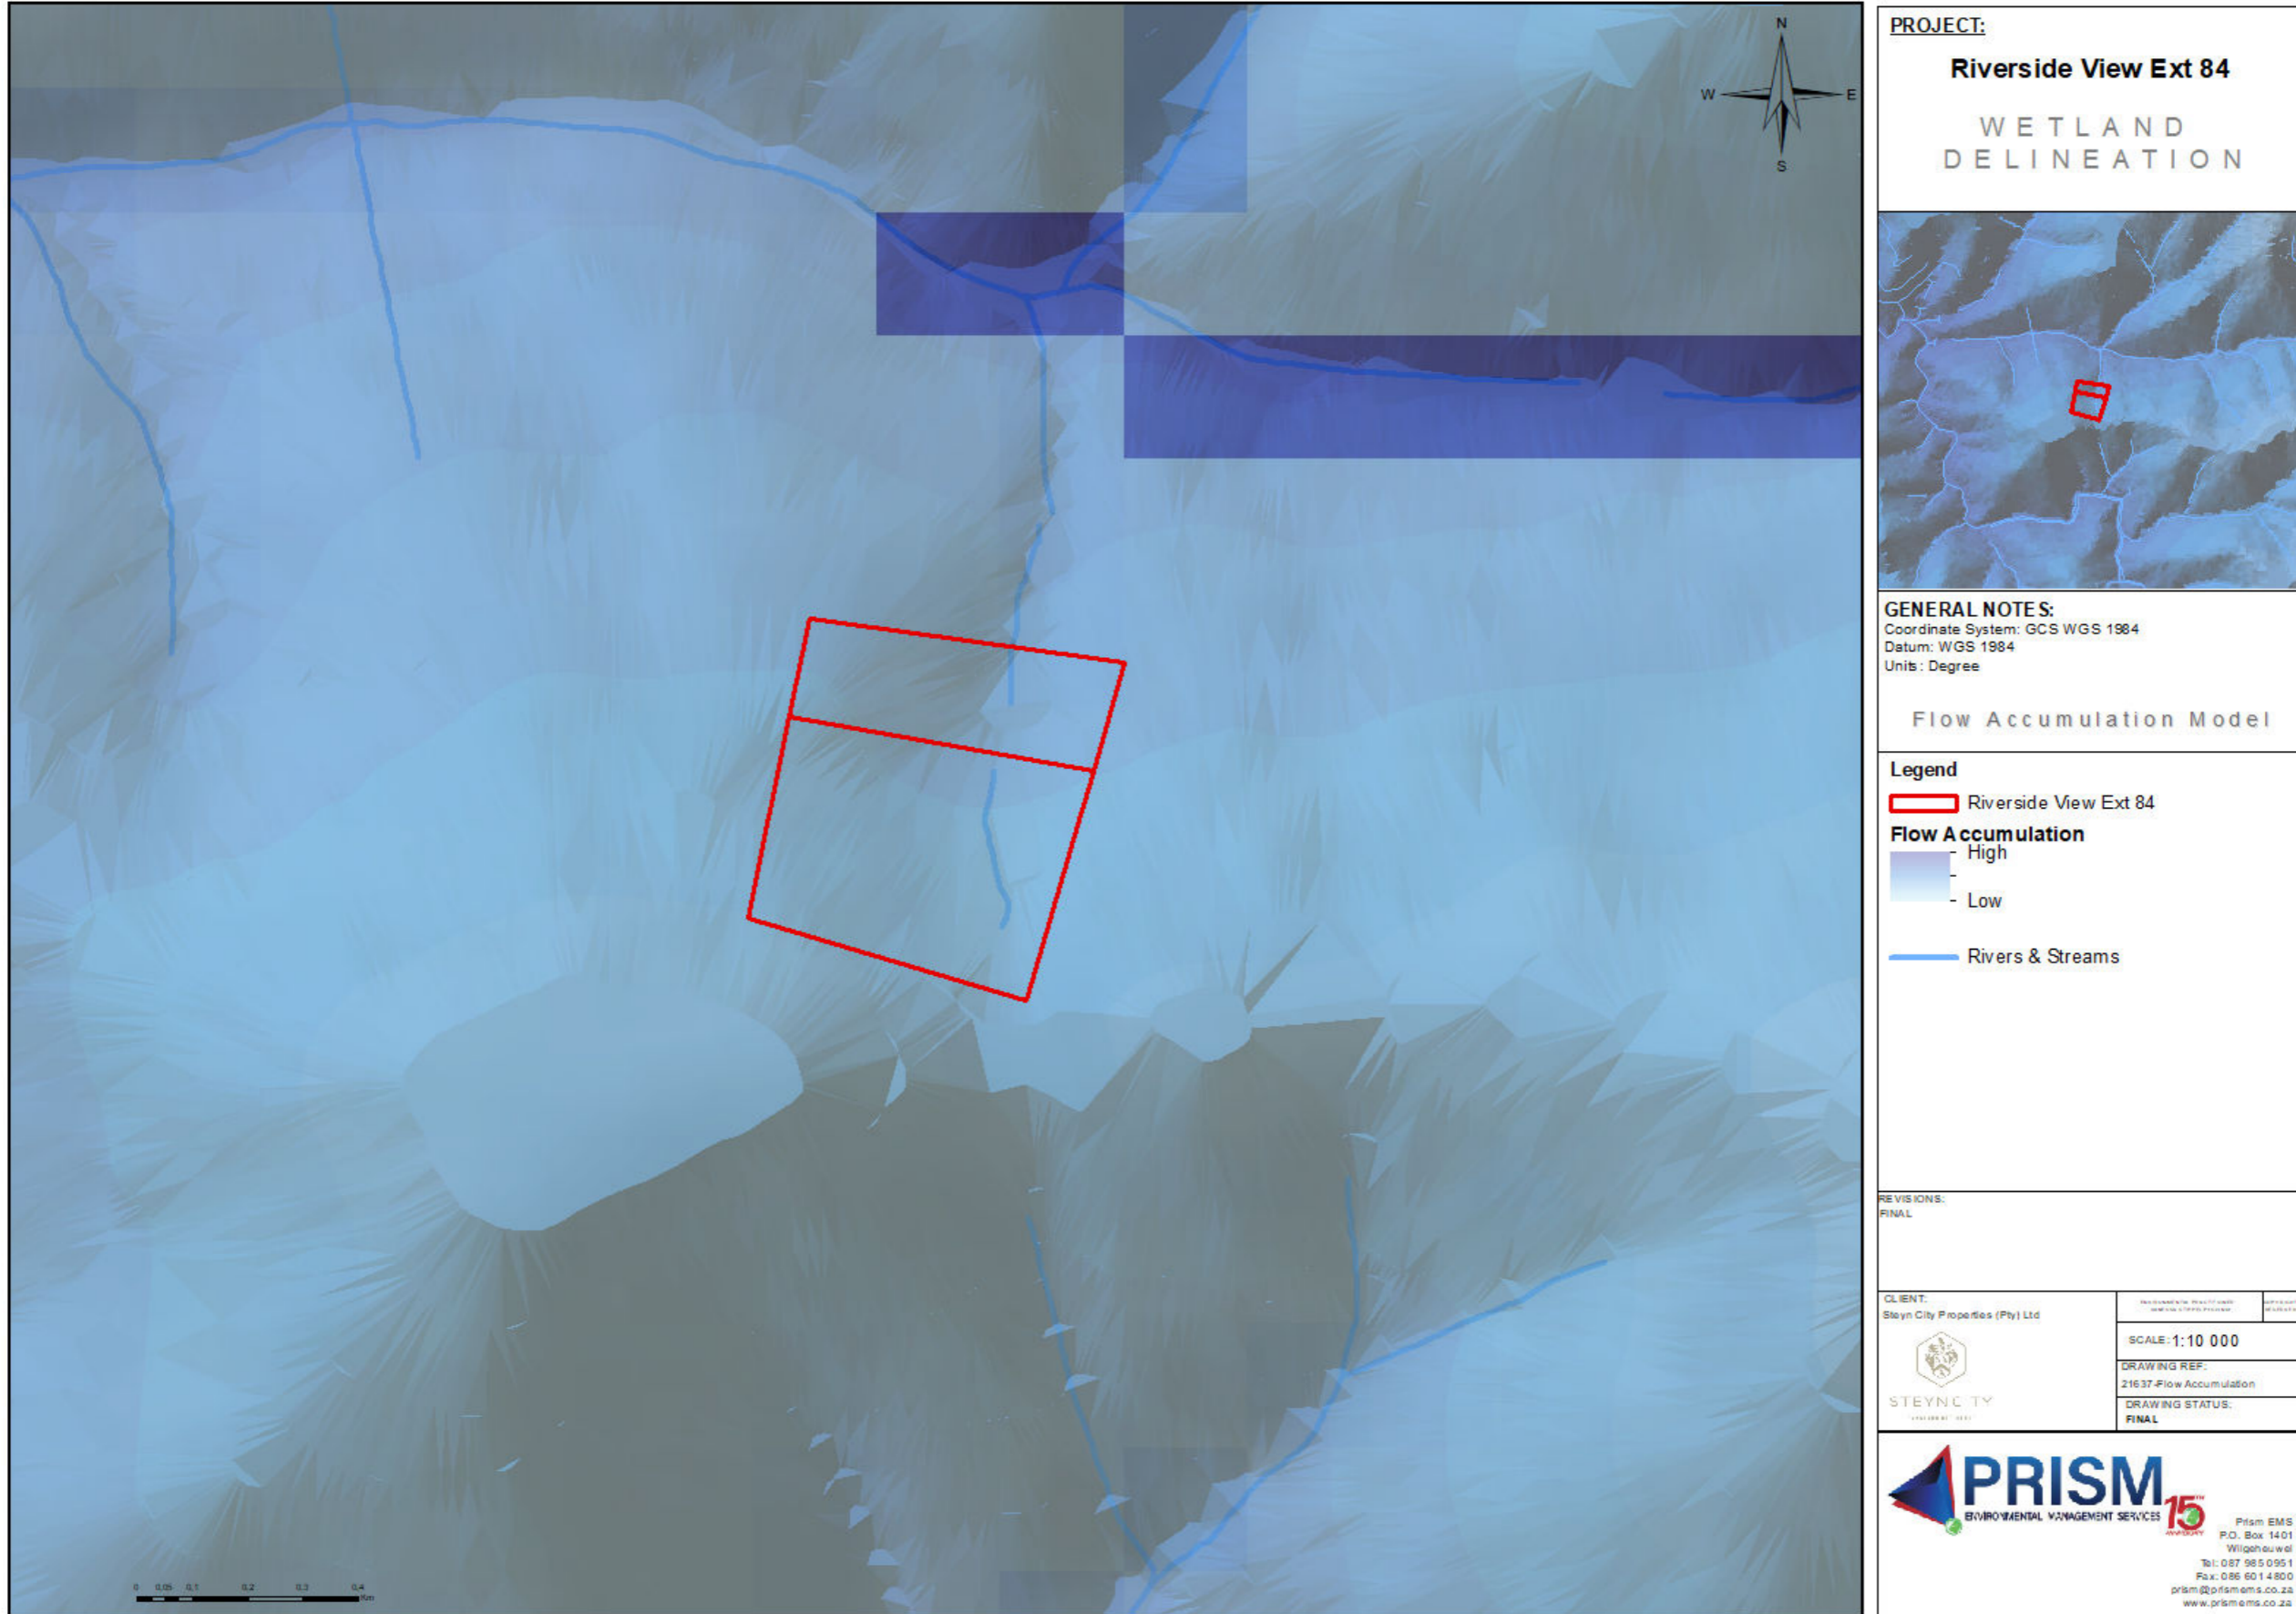 N
W
E
S
0
0,05
0,1
0,2
0,3
0,4
Km
PROJECT:
Riverside View Ext 84
WETLAND
DELINEATION
GENERAL NOTES:
Coordinate System: GCS WGS 1984
Datum: WGS 1984
Units: Degree
Flow Accumulation Model
Legend
Riverside View Ext 84
Flow Accumulation
High
Low
Rivers & Streams
REVISIONS:
FINAL
CLIENT:
Steyn City Properties (Pty) Ltd
SCALE: 1:10 000
DRAWING REF:
21637-Flow Accumulation
DRAWING STATUS:
FINAL
PRISM
ENVIRONMENTAL MANAGEMENT SERVICES
15TH
Prism EMS
P.O. Box 1401
Wilgeheuwel
Tel: 087 985 0951
Fax: 086 601 4800
prism@prismems.co.za
www.prismems.co.za